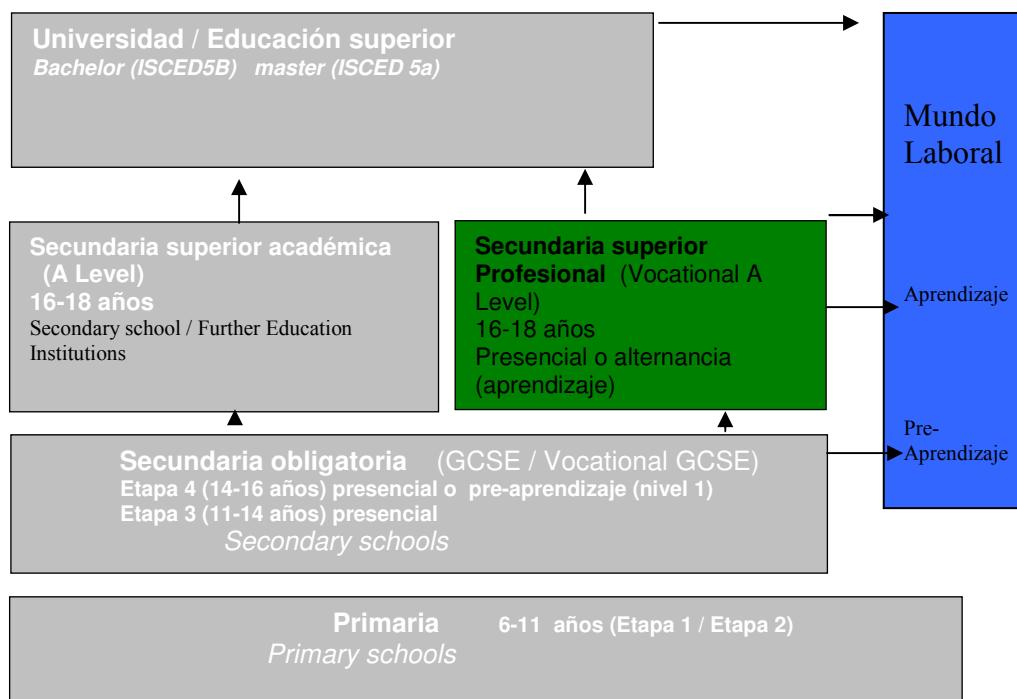 Universidad / Educación superior
Bachelor (ISCED5B) master (ISCED 5a)
Mundo
Laboral
Secundaria superior académica
(A Level)
16-18 años
Secondary school / Further Education
Institutions
Secundaria superior
Profesional (Vocational A
Level)
16-18 años
Presencial o alternancia
(aprendizaje)
Aprendizaje
Pre-
Aprendizaje
Secundaria obligatoria (GCSE / Vocational GCSE)
Etapa 4 (14-16 años) presencial o pre-aprendizaje (nivel 1)
Etapa 3 (11-14 años) presencial
Secondary schools
Primaria 6-11 años (Etapa 1 / Etapa 2)
Primary schools